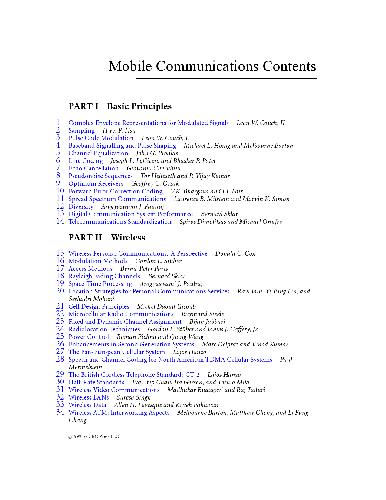 Mobile Communications Contents
PART I Basic Principles
1 Complex Envelope Representations for Modulated Signals Leon W. Couch, II
2 Sampling Hwei P. Hsu
3 Pulse Code Modulation Leon W. Couch, II
4 Baseband Signalling and Pulse Shaping Michael L. Honig and Melbourne Barton
5 Channel Equalization John G. Proakis
6 Line Coding Joseph L. LoCicero and Bhasker P. Patel
7 Echo Cancellation Giovanni Cherubini
8 Pseudonoise Sequences Tor Helleseth and P. Vijay Kumar
9 Optimum Receivers Geoffrey C. Orsak
10 Forward Error Correction Coding V.K. Bhargava and I.J. Fair
11 Spread Spectrum Communications Laurence B. Milstein and Marvin K. Simon
12 Diversity Arogyaswami J. Paulraj
13 Digital Communication System Performance Bernard Sklar
14 Telecommunications Standardization Spiros Dimolitsas and Michael Onufry
PART II Wireless
15 Wireless Personal Communications: A Perspective Donald C. Cox
16 Modulation Methods Gordon L. Stüber
17 Access Methods Bernd-Peter Paris
18 Rayleigh Fading Channels Bernard Sklar
19 Space-Time Processing Arogyaswami J. Paulraj
20 Location Strategies for Personal Communications Services Ravi Jain, Yi-Bing Lin, and
Seshadri Mohan
21 Cell Design Principles Michel Daoud Yacoub
22 Microcellular Radio Communications Raymond Steele
23 Fixed and Dynamic Channel Assignment Bijan Jabbari
24 Radiolocation Techniques Gordon L. Stüber and James J. Caffery, Jr.
25 Power Control Roman Pichna and Qiang Wang
26 Enhancements in Second Generation Systems Marc Delprat and Vinod Kumar
27 The Pan-European Cellular System Lajos Hanzo
28 Speech and Channel Coding for North American TDMA Cellular Systems Paul
Mermelstein
29 The British Cordless Telephone Standard: CT-2 Lajos Hanzo
30 Half-Rate Standards
31 Wireless Video Communications Madhukar Budagavi and Raj Talluri
32 Wireless LANs Suresh Singh
33 Wireless Data Allen H. Levesque and Kaveh Pahlavan
34 Wireless ATM: Interworking Aspects Melbourne Barton, Matthew Cheng, and Li Fung
Chang